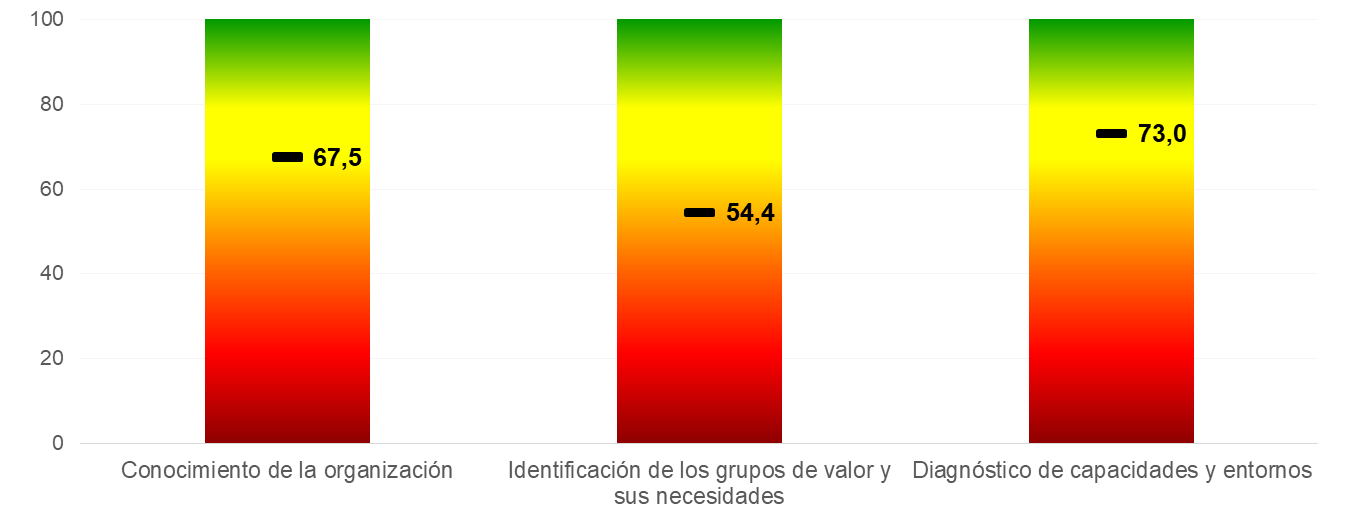 100
80
60
40
20
0
67,5
54,4
73,0
Conocimiento de la organización
Identificación de los grupos de valor y
sus necesidades
Diagnóstico de capacidades y entornos